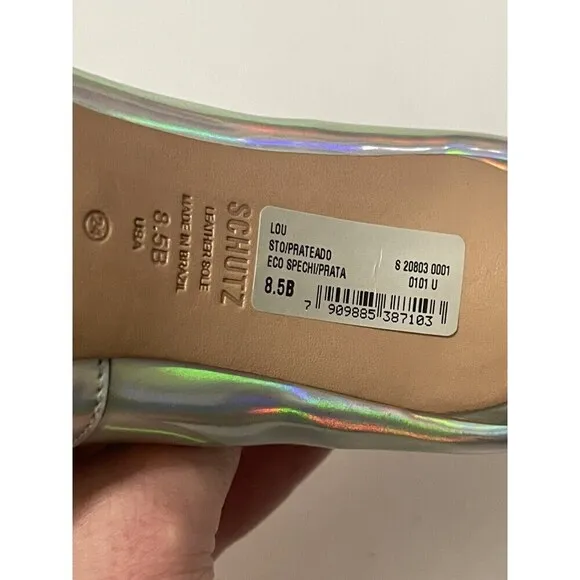 SCHUTZ
LEATHER SOLE
MADE IN BRAZIL
8.5B
USA
LOU
STO/PRATEADO
ECO SPECHI/PRATA
S 20803 0001
0101 U
8.5B
7 909885 387103